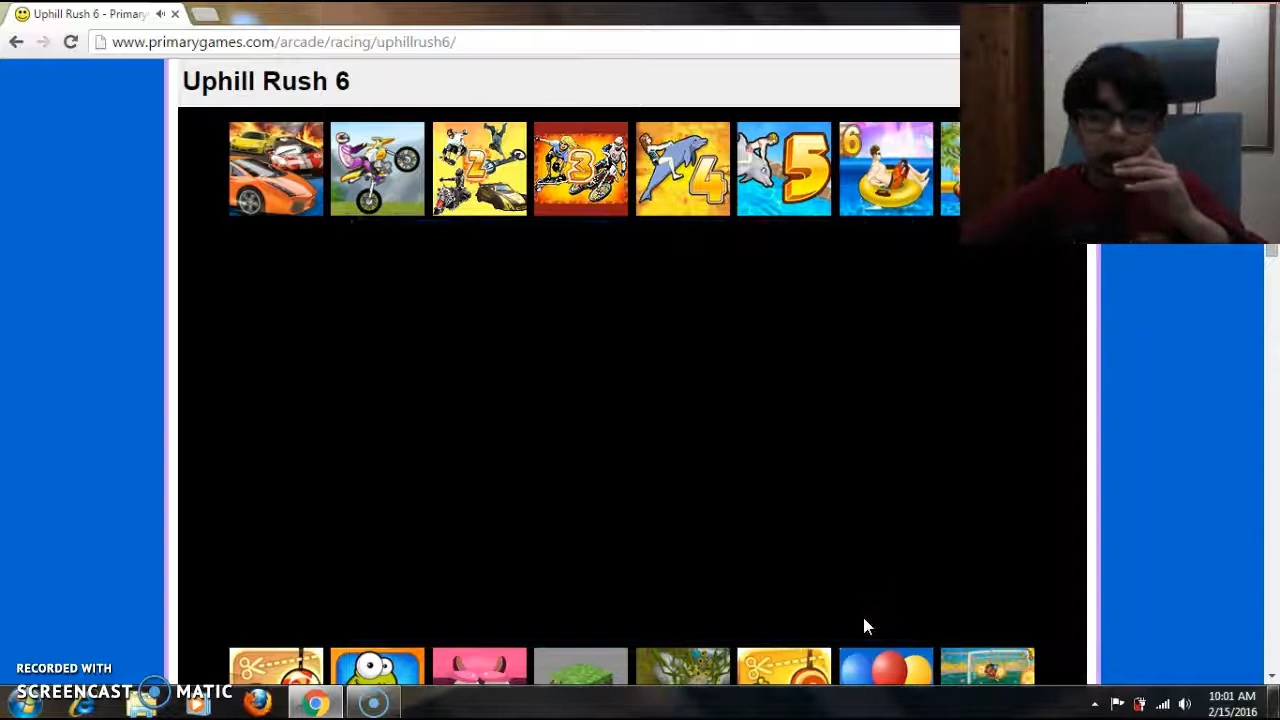 Uphill Rush 6 - Primary
www.primarygames.com/arcade/racing/uphillrush6/
Uphill Rush 6
2
3
4
5
6
RECORDED WITH
SCREENCAST MATIC
10:01 AM
2/15/2016